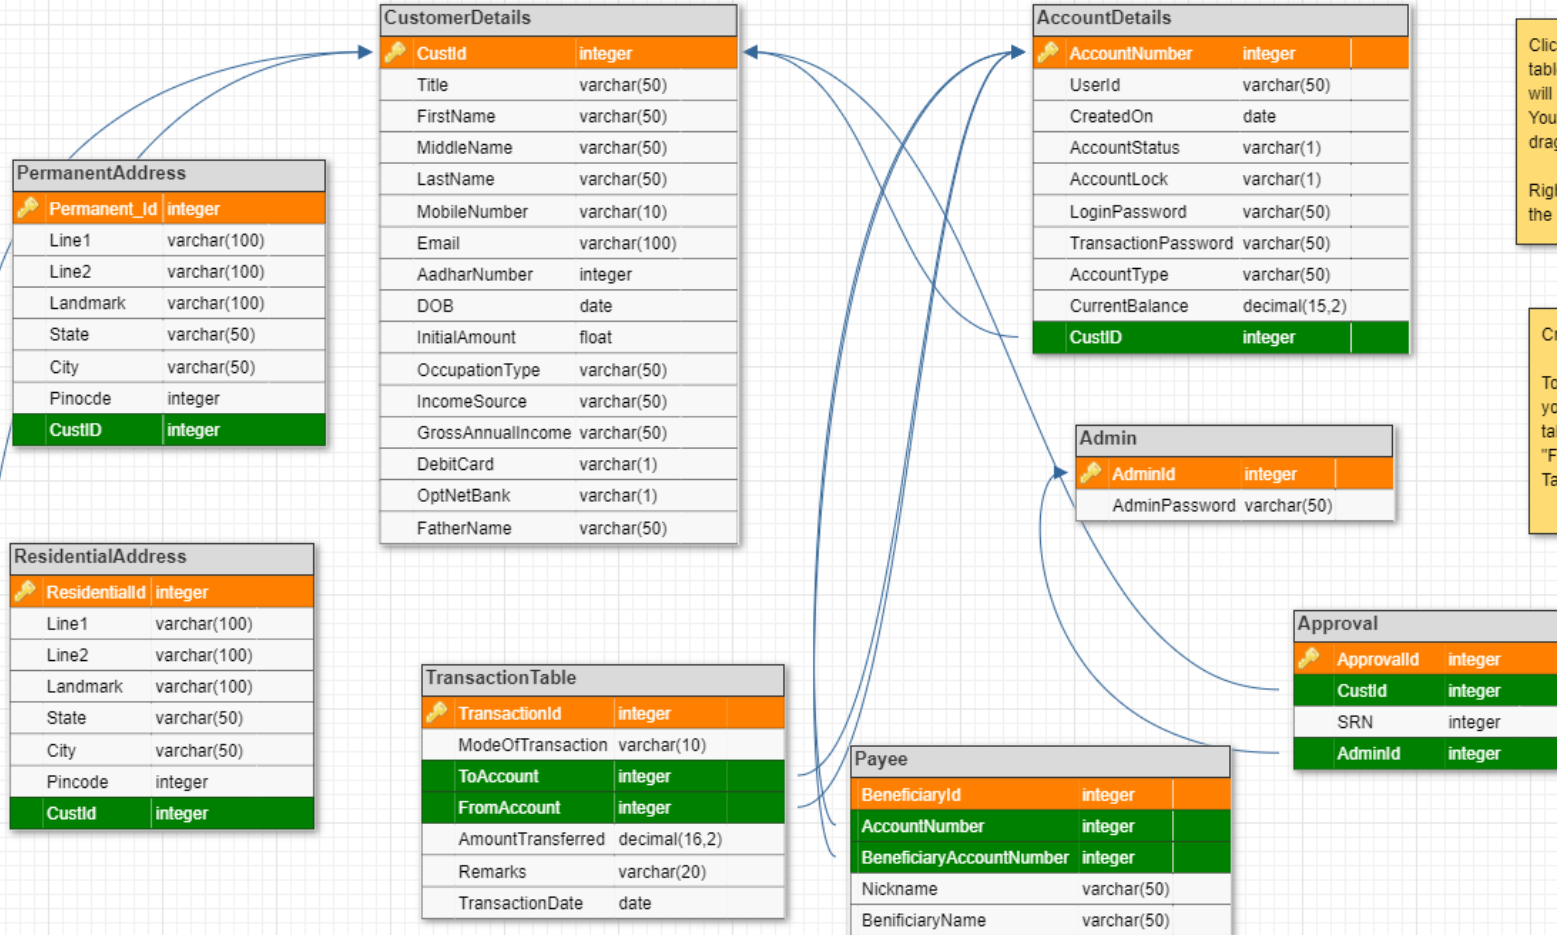 CustomerDetails
CustId integer
Title varchar(50)
FirstName varchar(50)
MiddleName varchar(50)
LastName varchar(50)
MobileNumber varchar(10)
Email varchar(100)
AadharNumber integer
DOB date
InitialAmount float
OccupationType varchar(50)
IncomeSource varchar(50)
GrossAnnualIncome varchar(50)
DebitCard varchar(1)
OptNetBank varchar(1)
FatherName varchar(50)
AccountDetails
AccountNumber integer
UserId varchar(50)
CreatedOn date
AccountStatus varchar(1)
AccountLock varchar(1)
LoginPassword varchar(50)
TransactionPassword varchar(50)
AccountType varchar(50)
CurrentBalance decimal(15,2)
CustID integer
PermanentAddress
Permanent_Id integer
Line1 varchar(100)
Line2 varchar(100)
Landmark varchar(100)
State varchar(50)
City varchar(50)
Pinocde integer
CustID integer
Admin
AdminId integer
AdminPassword varchar(50)
ResidentialAddress
ResidentialId integer
Line1 varchar(100)
Line2 varchar(100)
Landmark varchar(100)
State varchar(50)
City varchar(50)
Pincode integer
CustId integer
TransactionTable
TransactionId integer
ModeOfTransaction varchar(10)
ToAccount integer
FromAccount integer
AmountTransferred decimal(16,2)
Remarks varchar(20)
TransactionDate date
Payee
BeneficiaryId integer
AccountNumber integer
BeneficiaryAccountNumber integer
Nickname varchar(50)
BenificiaryName varchar(50)
Approval
ApprovalId integer
CustId integer
SRN integer
AdminId integer
will
You
the